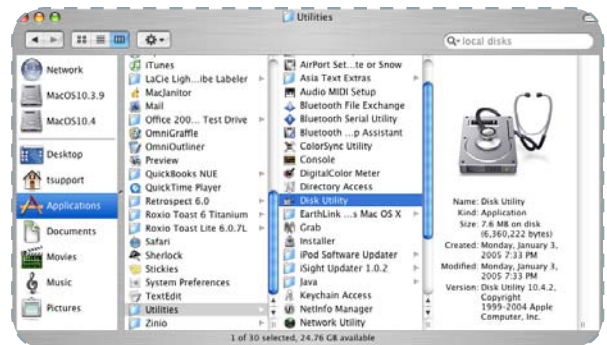 Utilities
local disks
Network
MacOS10.3.9
MacOS10.4
Desktop
tsupport
Applications
Documents
Movies
Music
Pictures
iTunes
LaCie Ligh...ibe Labeler
MacJanitor
Mail
Office 200... Test Drive
OmniGraffle
OmniOutliner
Preview
QuickBooks NUE
QuickTime Player
Retrospect 6.0
Roxio Toast 6 Titanium
Roxio Toast Lite 6.0.7L
Safari
Sherlock
Stickies
System Preferences
TextEdit
Utilities
Zinio
AirPort Set...te or Snow
Asia Text Extras
Audio MIDI Setup
Bluetooth File Exchange
Bluetooth Serial Utility
Bluetooth ...p Assistant
ColorSync Utility
Console
DigitalColor Meter
Directory Access
Disk Utility
EarthLink ...s Mac OS X
Grab
Installer
iPod Software Updater
iSight Updater 1.0.2
Java
Keychain Access
NetInfo Manager
Network Utility
Name: Disk Utility
Kind: Application
Size: 7.6 MB on disk
(6,360,222 bytes)
Created: Monday, January 3,
2005 7:33 PM
Modified: Monday, January 3,
2005 7:33 PM
Version: Disk Utility 10.4.2,
Copyright
1999-2004 Apple
Computer, Inc.
1 of 30 selected, 24.76 GB available